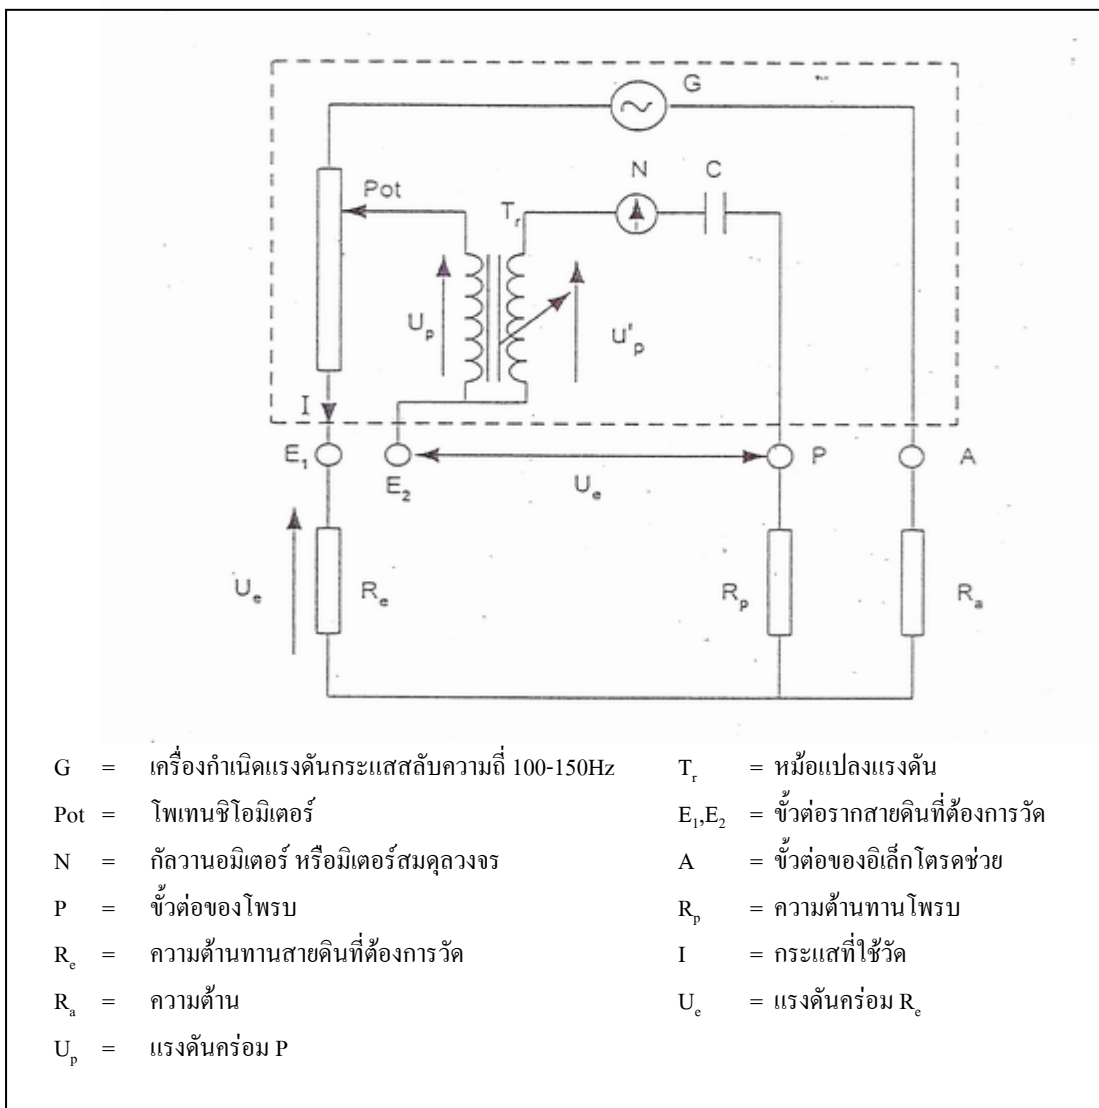 G
N
C
Pot
Tᵣ
Uₚ
u'ₚ
I
E₁
E₂
Uₑ
P
A
Uₑ
Rₑ
Rₚ
Rₐ
G = เครื่องกำเนิดแรงดันกระแสสลับความถี่ 100-150Hz
Tᵣ = หม้อแปลงแรงดัน
Pot = โพเทนชิโอมิเตอร์
E₁,E₂ = ขั้วต่อรากสายดินที่ต้องการวัด
N = กัลวานอมิเตอร์ หรือมิเตอร์สมดุลวงจร
A = ขั้วต่อของอิเล็กโตรดช่วย
P = ขั้วต่อของโพรบ
Rₚ = ความต้านทานโพรบ
Rₑ = ความต้านทานสายดินที่ต้องการวัด
I = กระแสที่ใช้วัด
Rₐ = ความต้าน
Uₑ = แรงดันคร่อม Rₑ
Uₚ = แรงดันคร่อม P